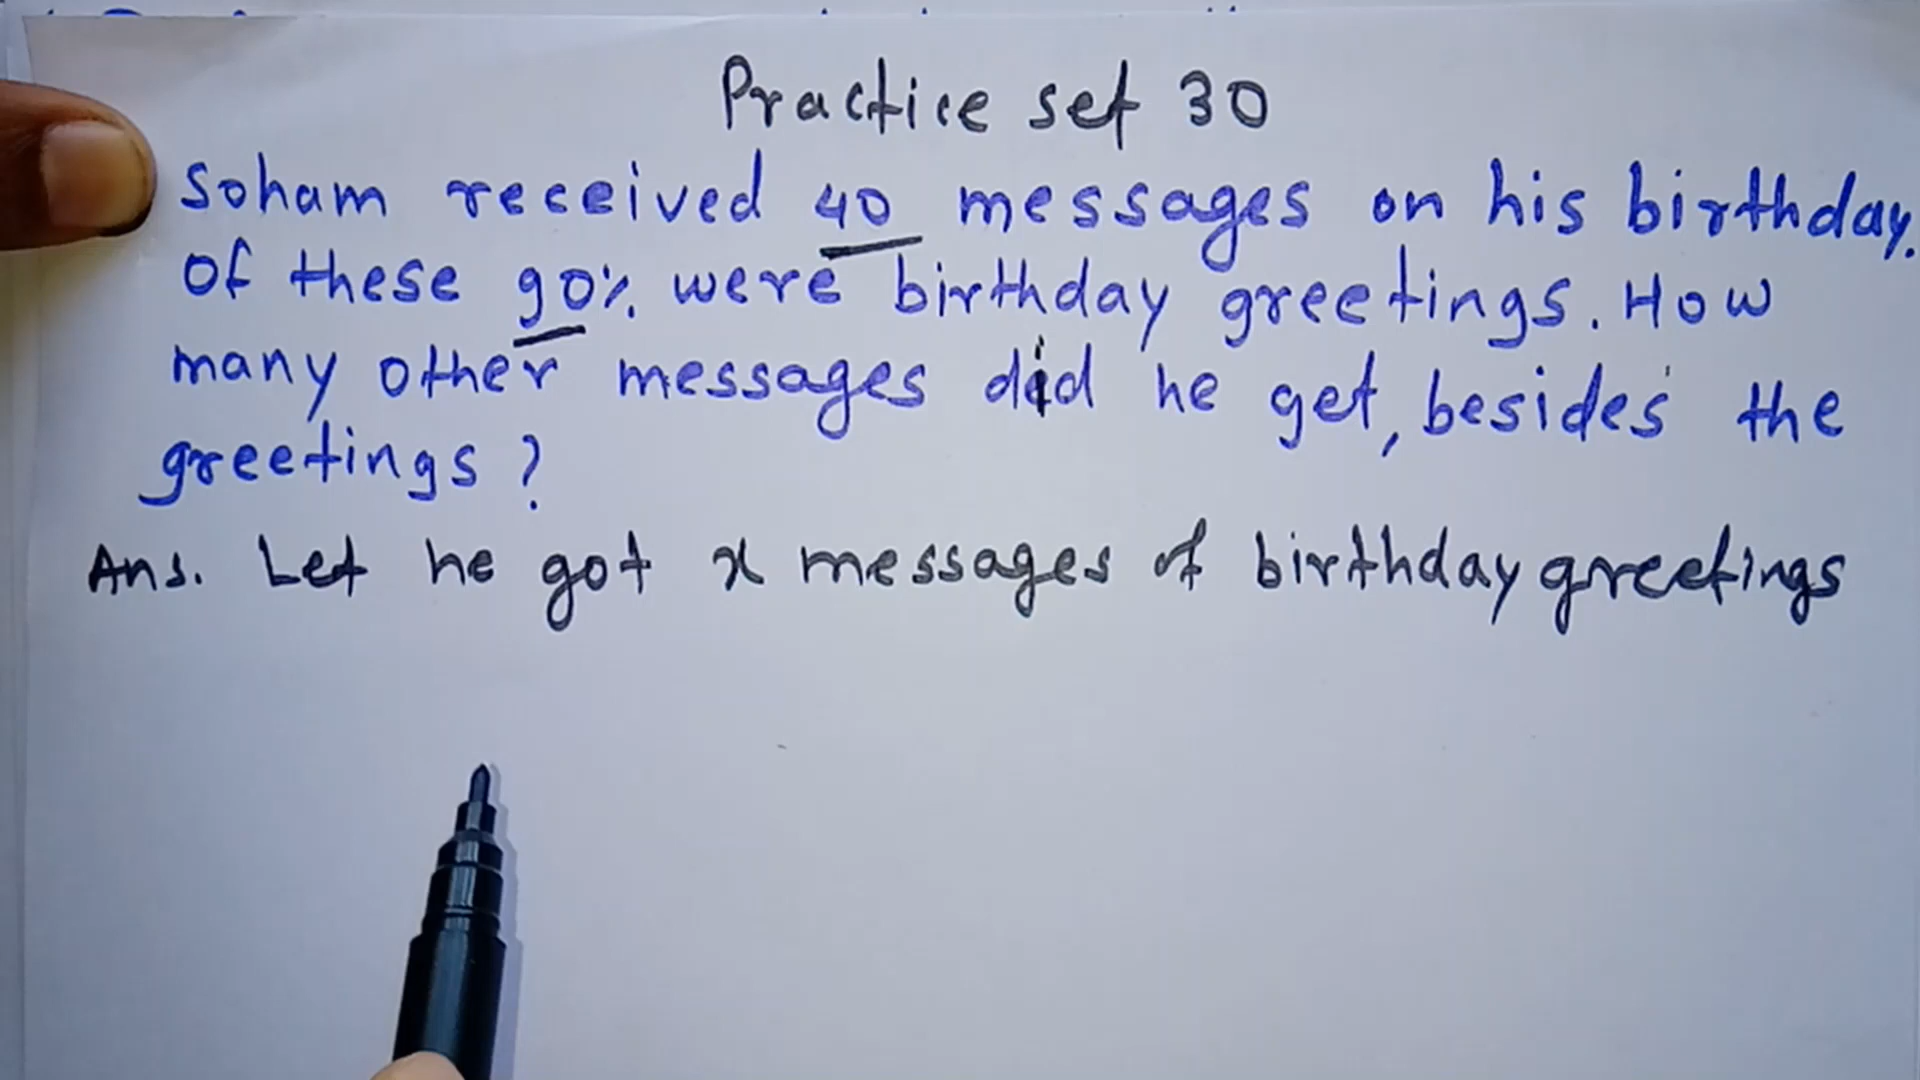 Practice set 30
Soham received 40 messages on his birthday.
Of these 90% were birthday greetings. How
many other messages did he get, besides the
greetings?
Ans. Let he got x messages of birthday greetings